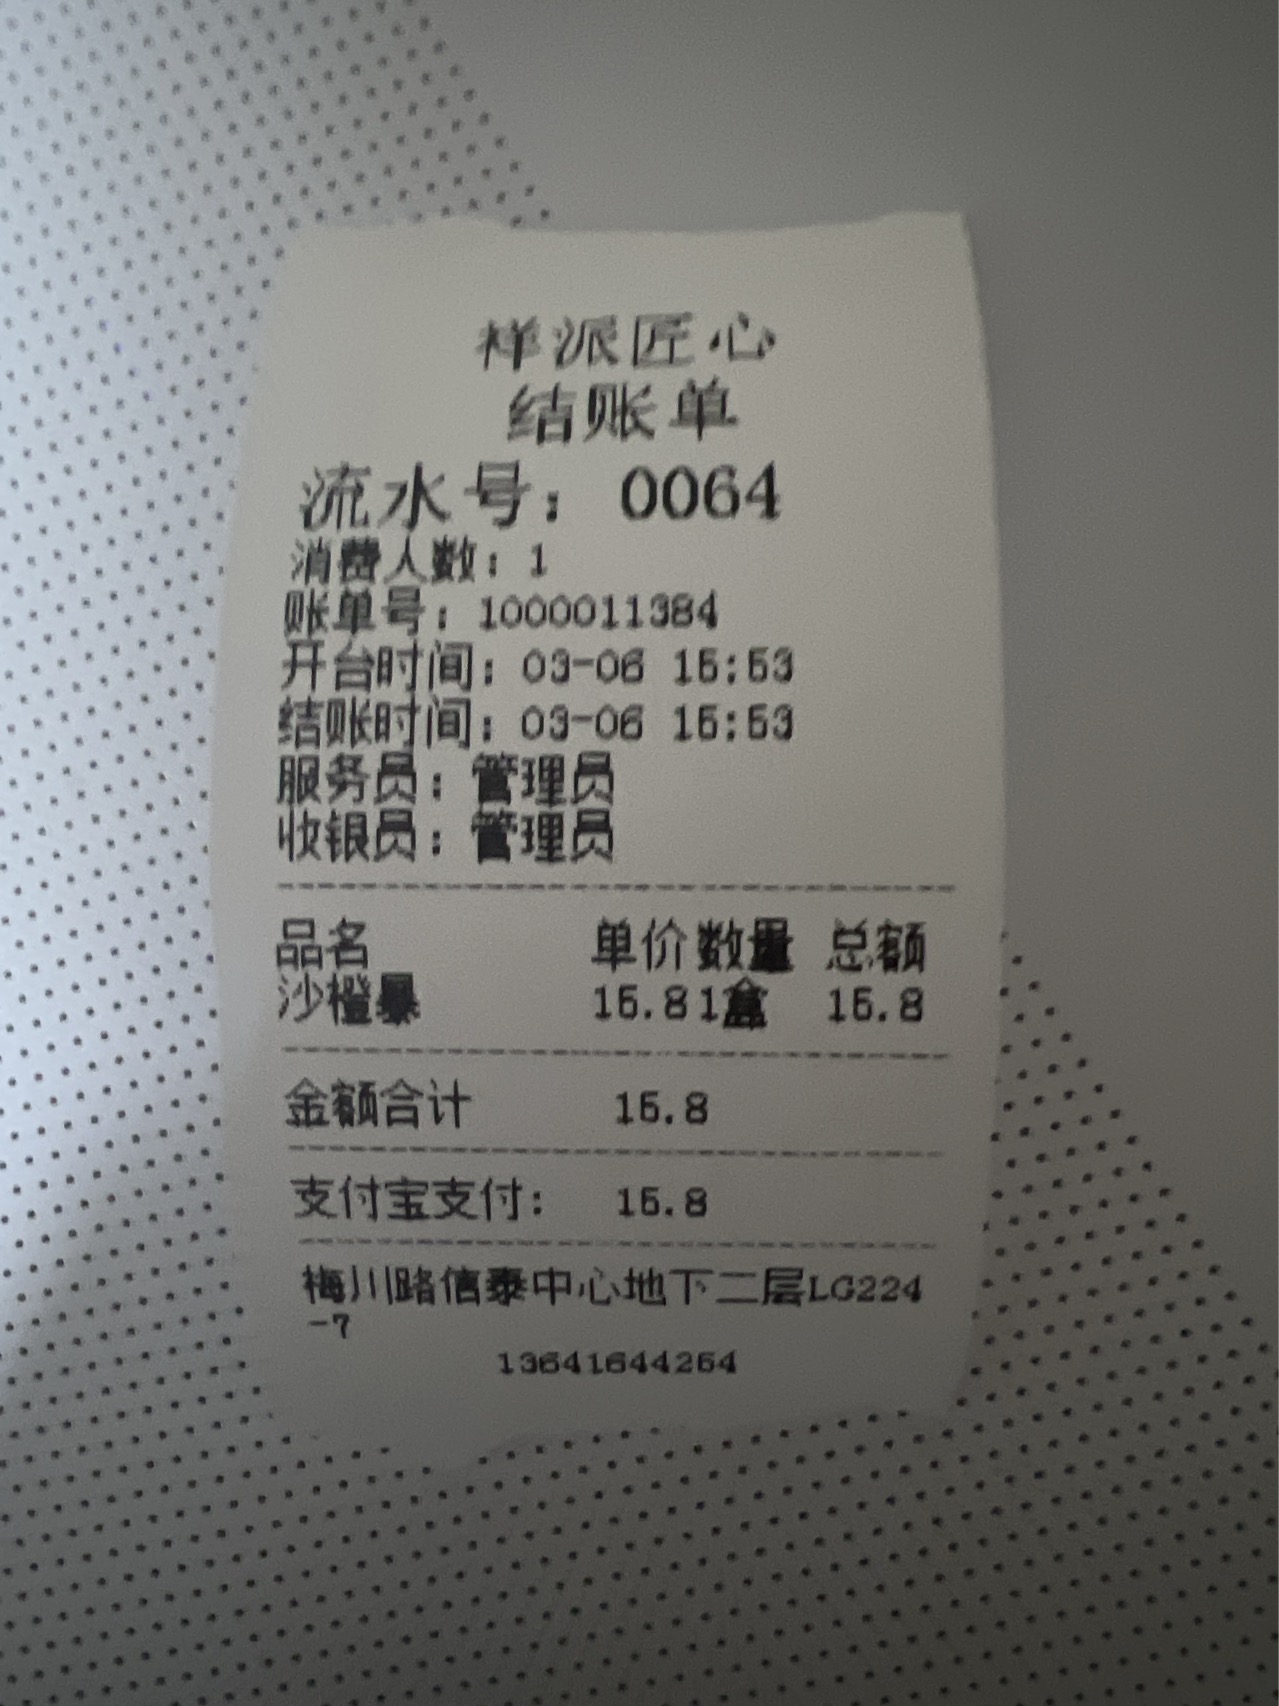 祥派匠心
结账单
流水号：0064
消费人数：1
账单号：1000011384
开台时间：03-06 15:53
结账时间：03-06 15:53
服务员：管理员
收银员：管理员
品名 单价 数量 总额
沙橙暴 15.8 1盒 15.8
金额合计 15.8
支付宝支付： 15.8
梅川路信泰中心地下二层LG224
-7
13641644264